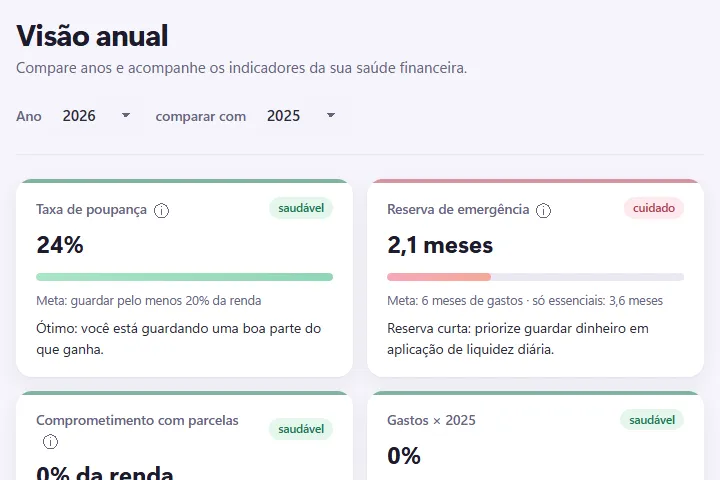 Visão anual
Compare anos e acompanhe os indicadores da sua saúde financeira.
Ano 2026 comparar com 2025
Taxa de poupança
saudável
24%
Meta: guardar pelo menos 20% da renda
Ótimo: você está guardando uma boa parte do
que ganha.
Reserva de emergência
cuidado
2,1 meses
Meta: 6 meses de gastos · só essenciais: 3,6 meses
Reserva curta: priorize guardar dinheiro em
aplicação de liquidez diária.
Comprometimento com parcelas
saudável
0% da renda
Gastos × 2025
saudável
0%